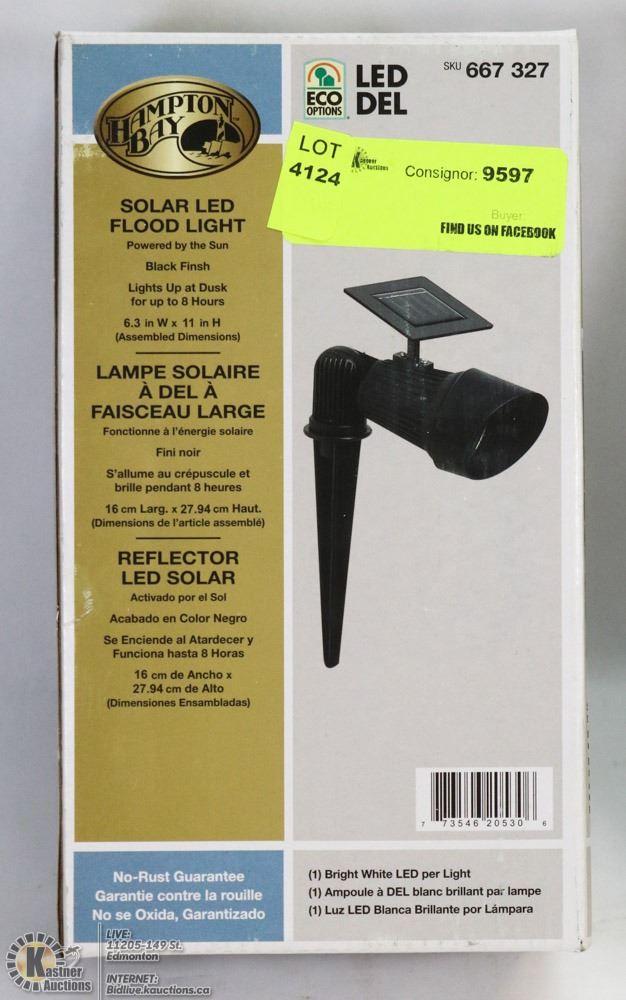 HAMPTON
BAY
SOLAR LED
FLOOD LIGHT
Powered by the Sun
Black Finsh
Lights Up at Dusk
for up to 8 Hours
6.3 in W x 11 in H
(Assembled Dimensions)
LAMPE SOLAIRE
À DEL À
FAISCEAU LARGE
Fonctionne à l'énergie solaire
Fini noir
S'allume au crépuscule et
brille pendant 8 heures
16 cm Larg. x 27.94 cm Haut.
(Dimensions de l'article assemblé)
REFLECTOR
LED SOLAR
Activado por el Sol
Acabado en Color Negro
Se Enciende al Atardecer y
Funciona hasta 8 Horas
16 cm de Ancho x
27.94 cm de Alto
(Dimensiones Ensambladas)
No-Rust Guarantee
Garantie contre la rouille
No se Oxida, Garantizado
ECO
OPTIONS
LED
DEL
SKU 667 327
LOT
4124
Kastner
Auctions
Consignor: 9597
Buyer:
FIND US ON FACEBOOK
7 73546 20530 6
(1) Bright White LED per Light
(1) Ampoule à DEL blanc brillant par lampe
(1) Luz LED Blanca Brillante por Lámpara
Kastner
Auctions
LIVE:
11205-149 St.
Edmonton
INTERNET:
Bidlive.kauctions.ca